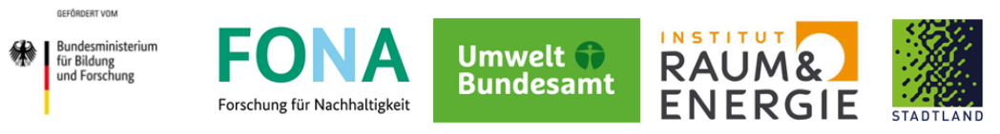 GEFÖRDERT VOM
Bundesministerium
für Bildung
und Forschung
FONA
Forschung für Nachhaltigkeit
Umwelt
Bundesamt
INSTITUT
RAUM&
ENERGIE
STADTLAND